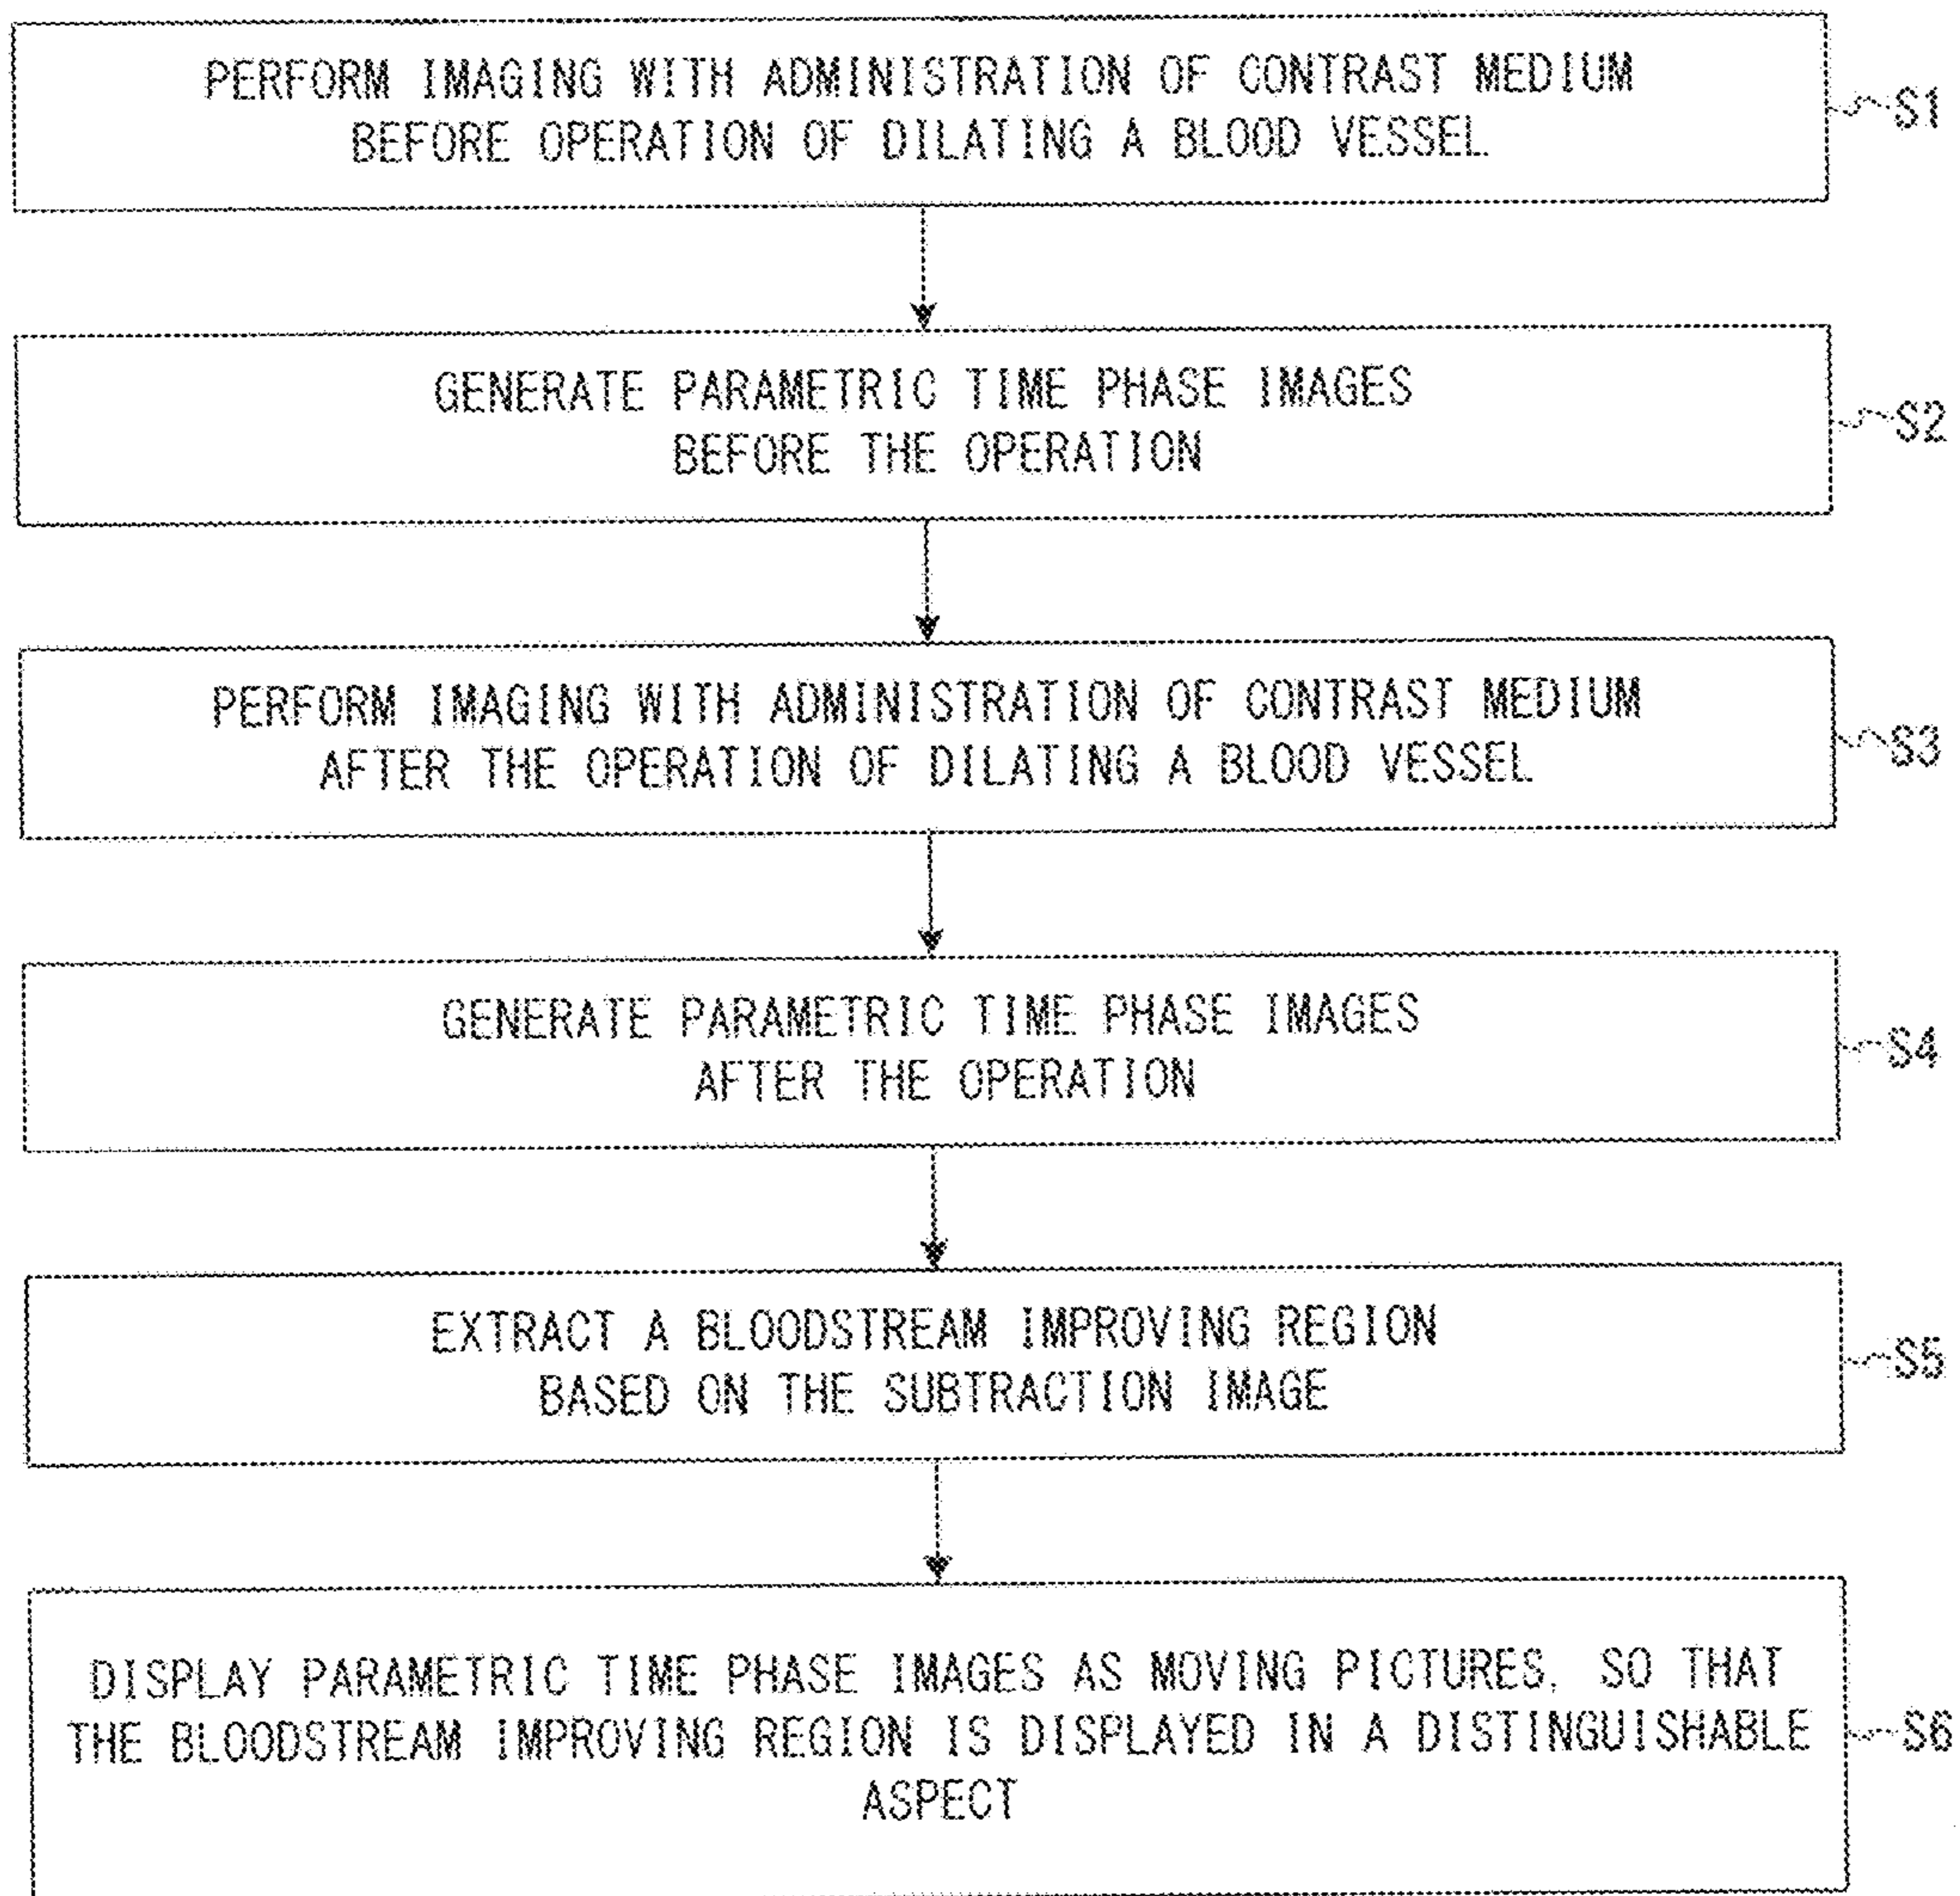 PERFORM IMAGING WITH ADMINISTRATION OF CONTRAST MEDIUM
BEFORE OPERATION OF DILATING A BLOOD VESSEL
S1
GENERATE PARAMETRIC TIME PHASE IMAGES
BEFORE THE OPERATION
S2
PERFORM IMAGING WITH ADMINISTRATION OF CONTRAST MEDIUM
AFTER THE OPERATION OF DILATING A BLOOD VESSEL
S3
GENERATE PARAMETRIC TIME PHASE IMAGES
AFTER THE OPERATION
S4
EXTRACT A BLOODSTREAM IMPROVING REGION
BASED ON THE SUBTRACTION IMAGE
S5
DISPLAY PARAMETRIC TIME PHASE IMAGES AS MOVING PICTURES, SO THAT
THE BLOODSTREAM IMPROVING REGION IS DISPLAYED IN A DISTINGUISHABLE
ASPECT
S6